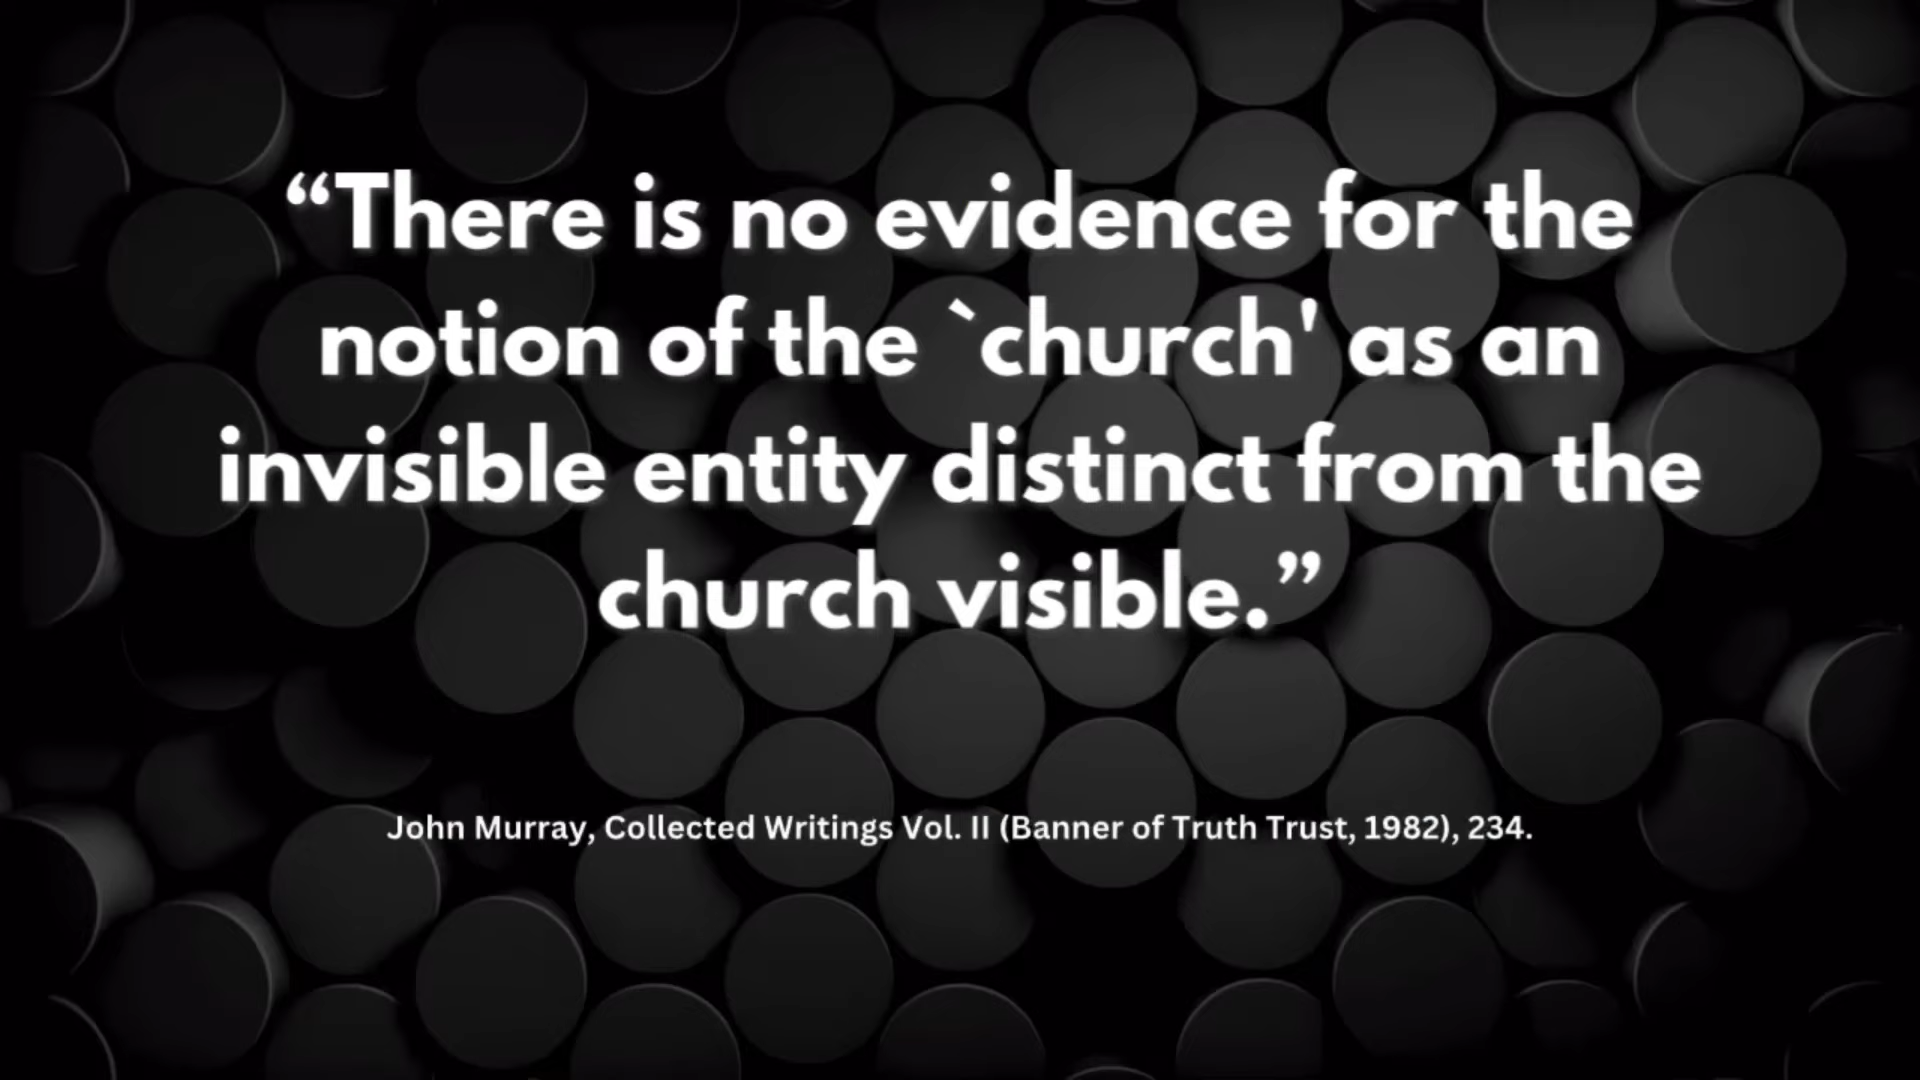 “There is no evidence for the
notion of the `church' as an
invisible entity distinct from the
church visible.”
John Murray, Collected Writings Vol. II (Banner of Truth Trust, 1982), 234.